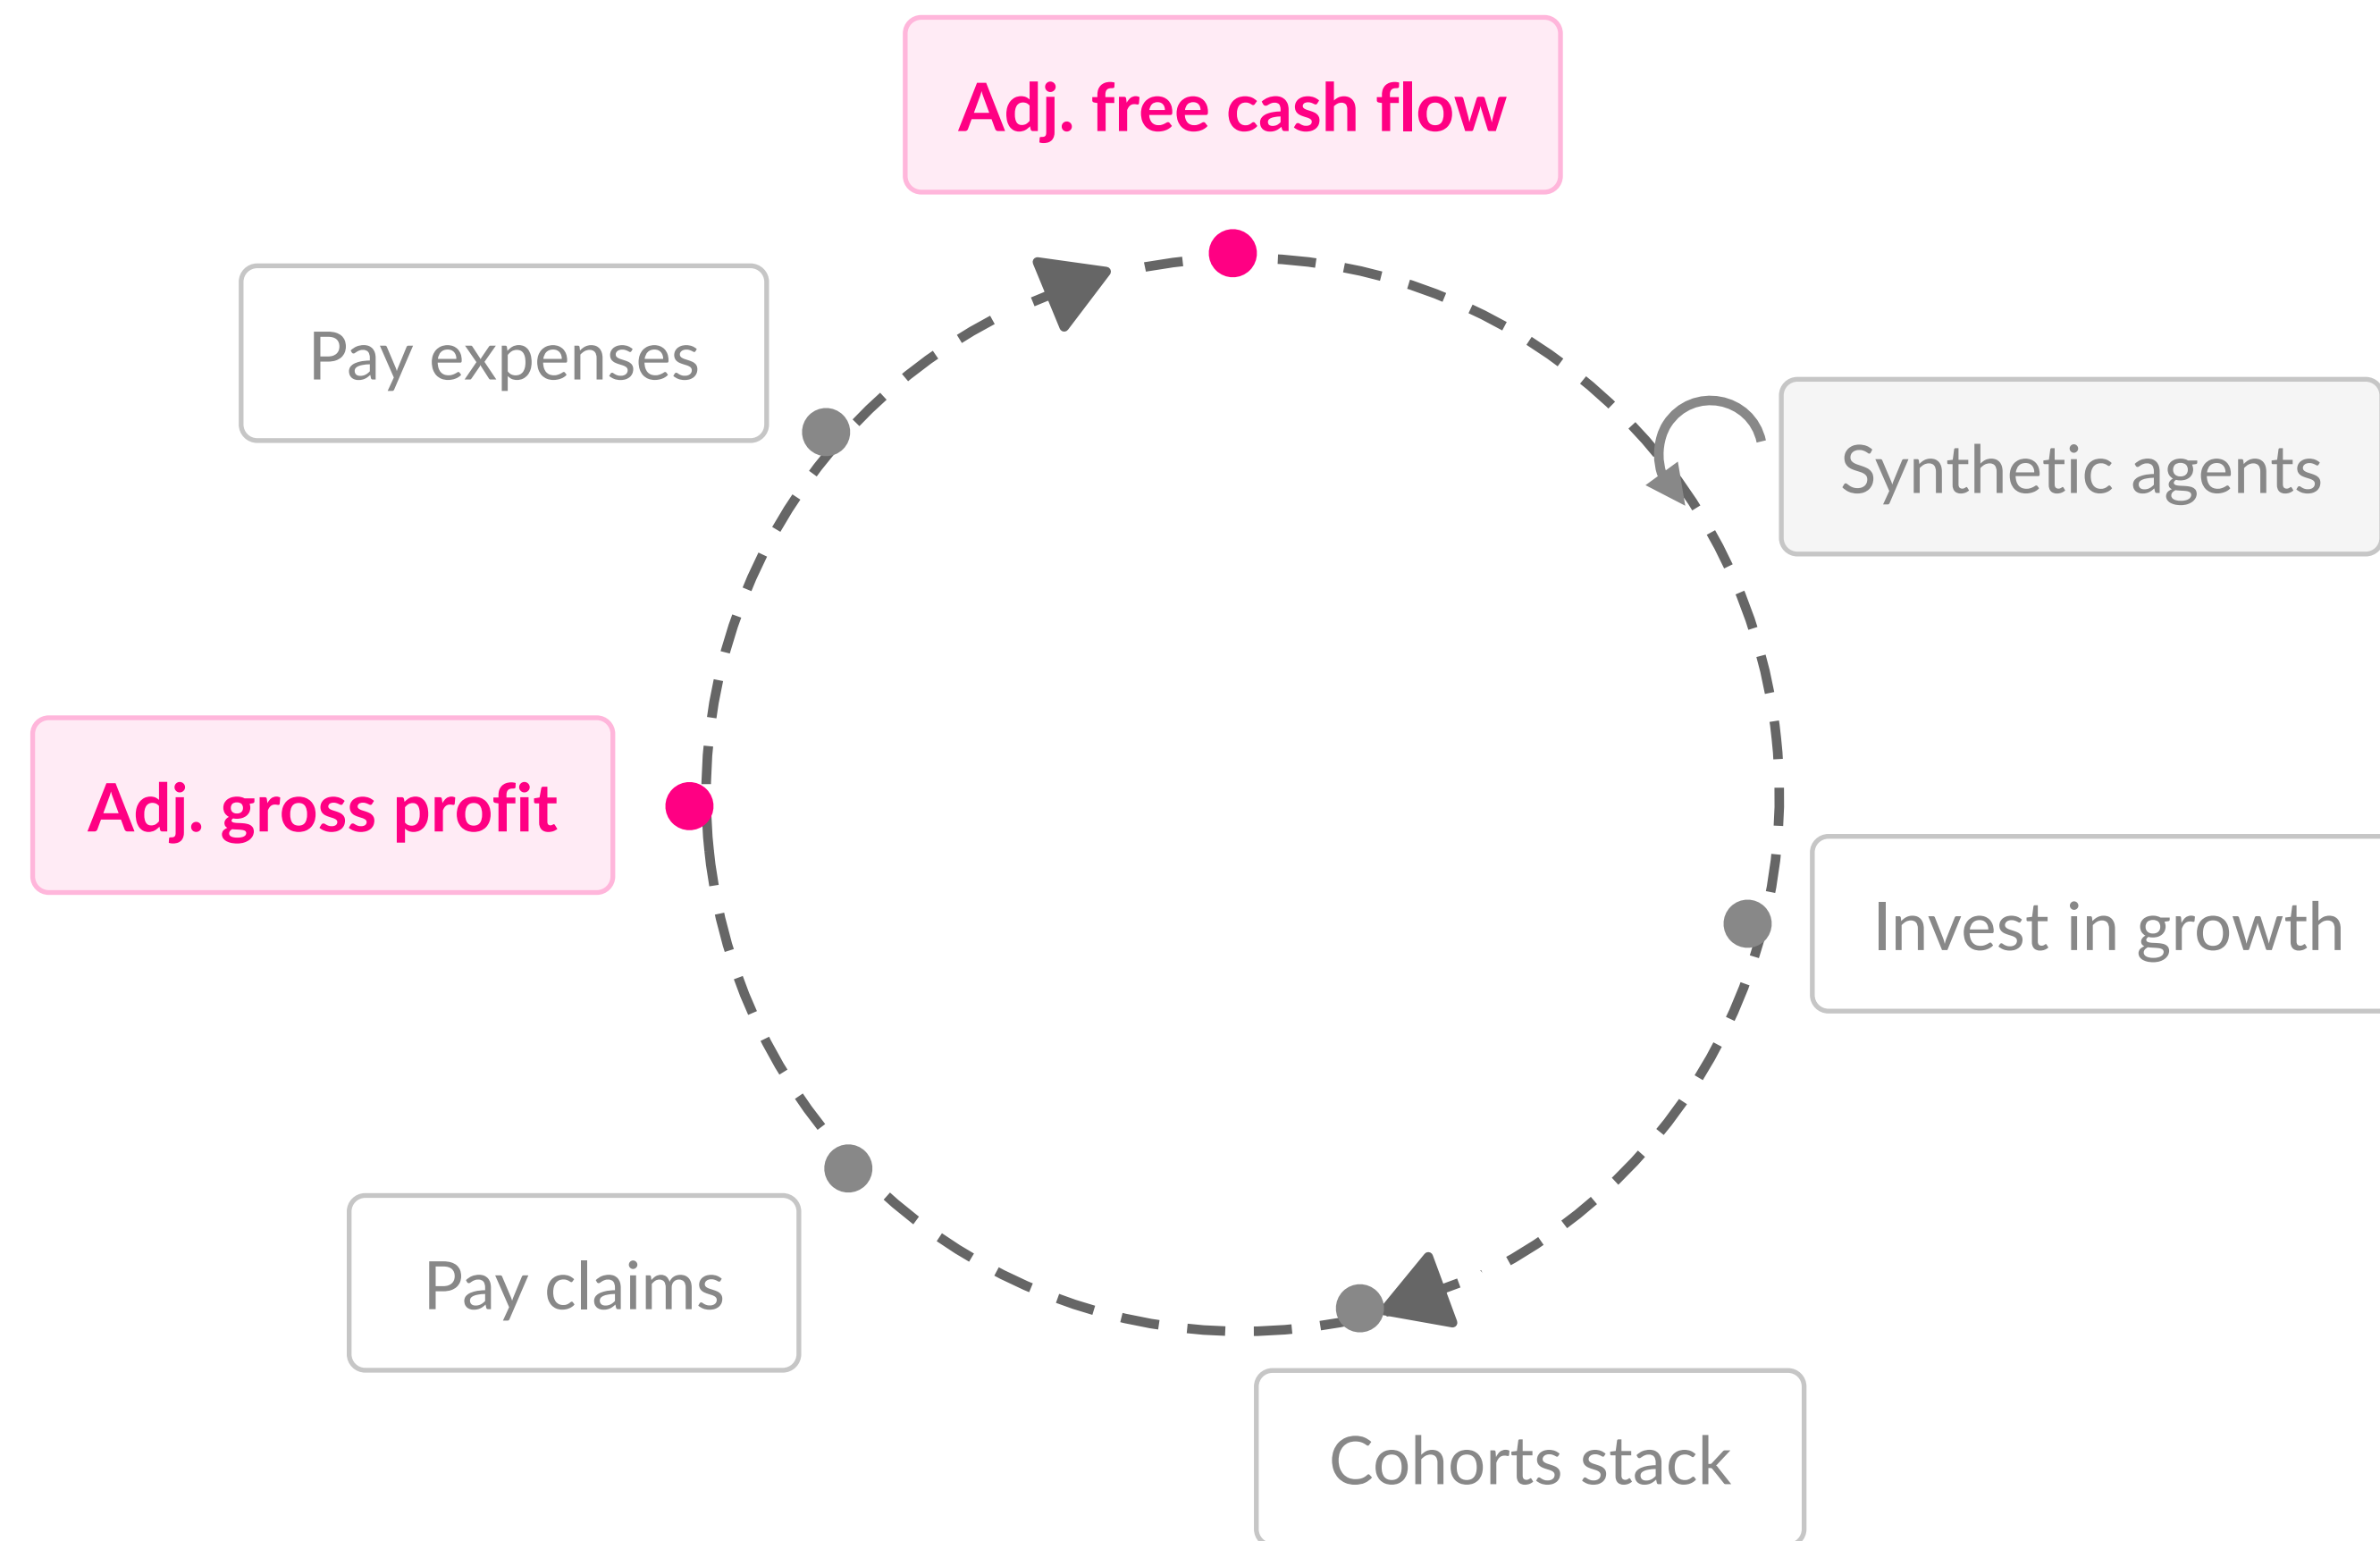 Adj. free cash flow
Pay expenses
Synthetic agents
Adj. gross profit
Invest in growth
Pay claims
Cohorts stack